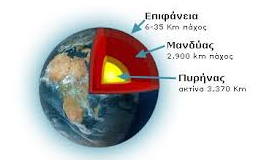 Επιφάνεια
6-35 Km πάχος
Μανδύας
2,900 km πάχος
Πυρήνας
ακτίνα 3,370 Km